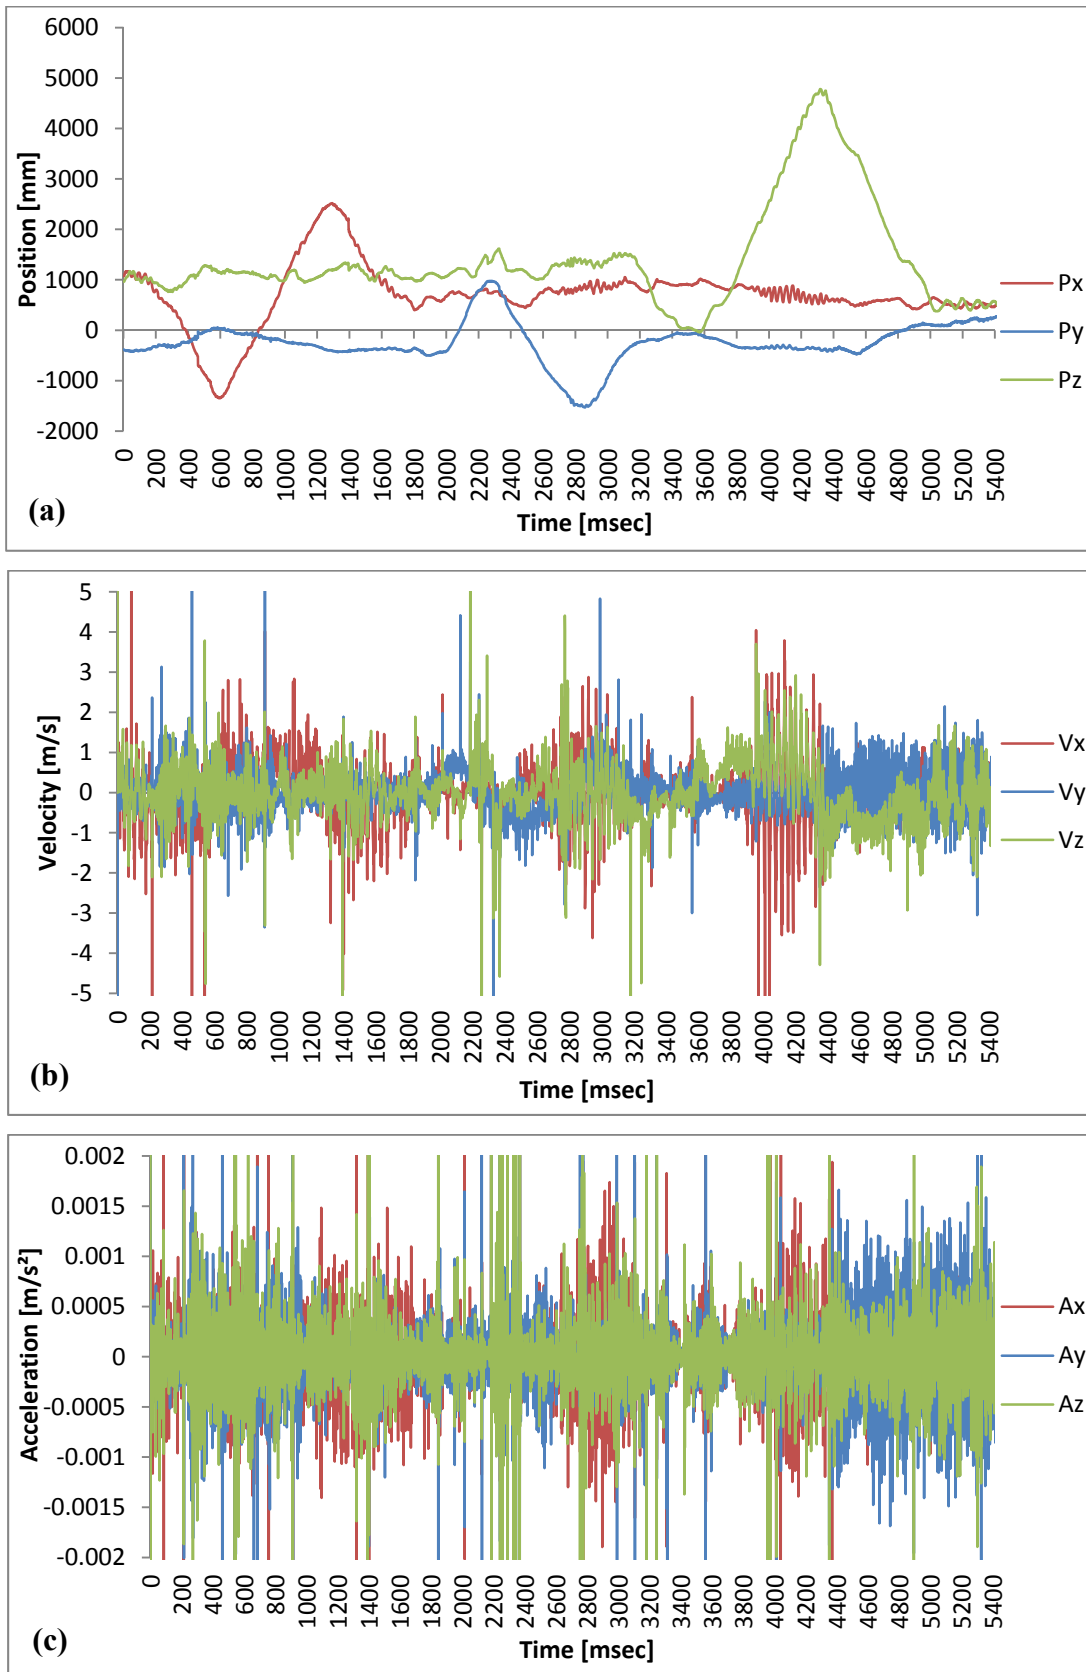 6000
5000
4000
3000
2000
1000
0
-1000
-2000
Position [mm]
0 200 400 600 800 1000 1200 1400 1600 1800 2000 2200 2400 2600 2800 3000 3200 3400 3600 3800 4000 4200 4400 4600 4800 5000 5200 5400
Time [msec]
Px
Py
Pz
(a)
5
4
3
2
1
0
-1
-2
-3
-4
-5
Velocity [m/s]
0 200 400 600 800 1000 1200 1400 1600 1800 2000 2200 2400 2600 2800 3000 3200 3400 3600 3800 4000 4200 4400 4600 4800 5000 5200 5400
Time [msec]
Vx
Vy
Vz
(b)
0.002
0.0015
0.001
0.0005
0
-0.0005
-0.001
-0.0015
-0.002
Acceleration [m/s²]
0 200 400 600 800 1000 1200 1400 1600 1800 2000 2200 2400 2600 2800 3000 3200 3400 3600 3800 4000 4200 4400 4600 4800 5000 5200 5400
Time [msec]
Ax
Ay
Az
(c)